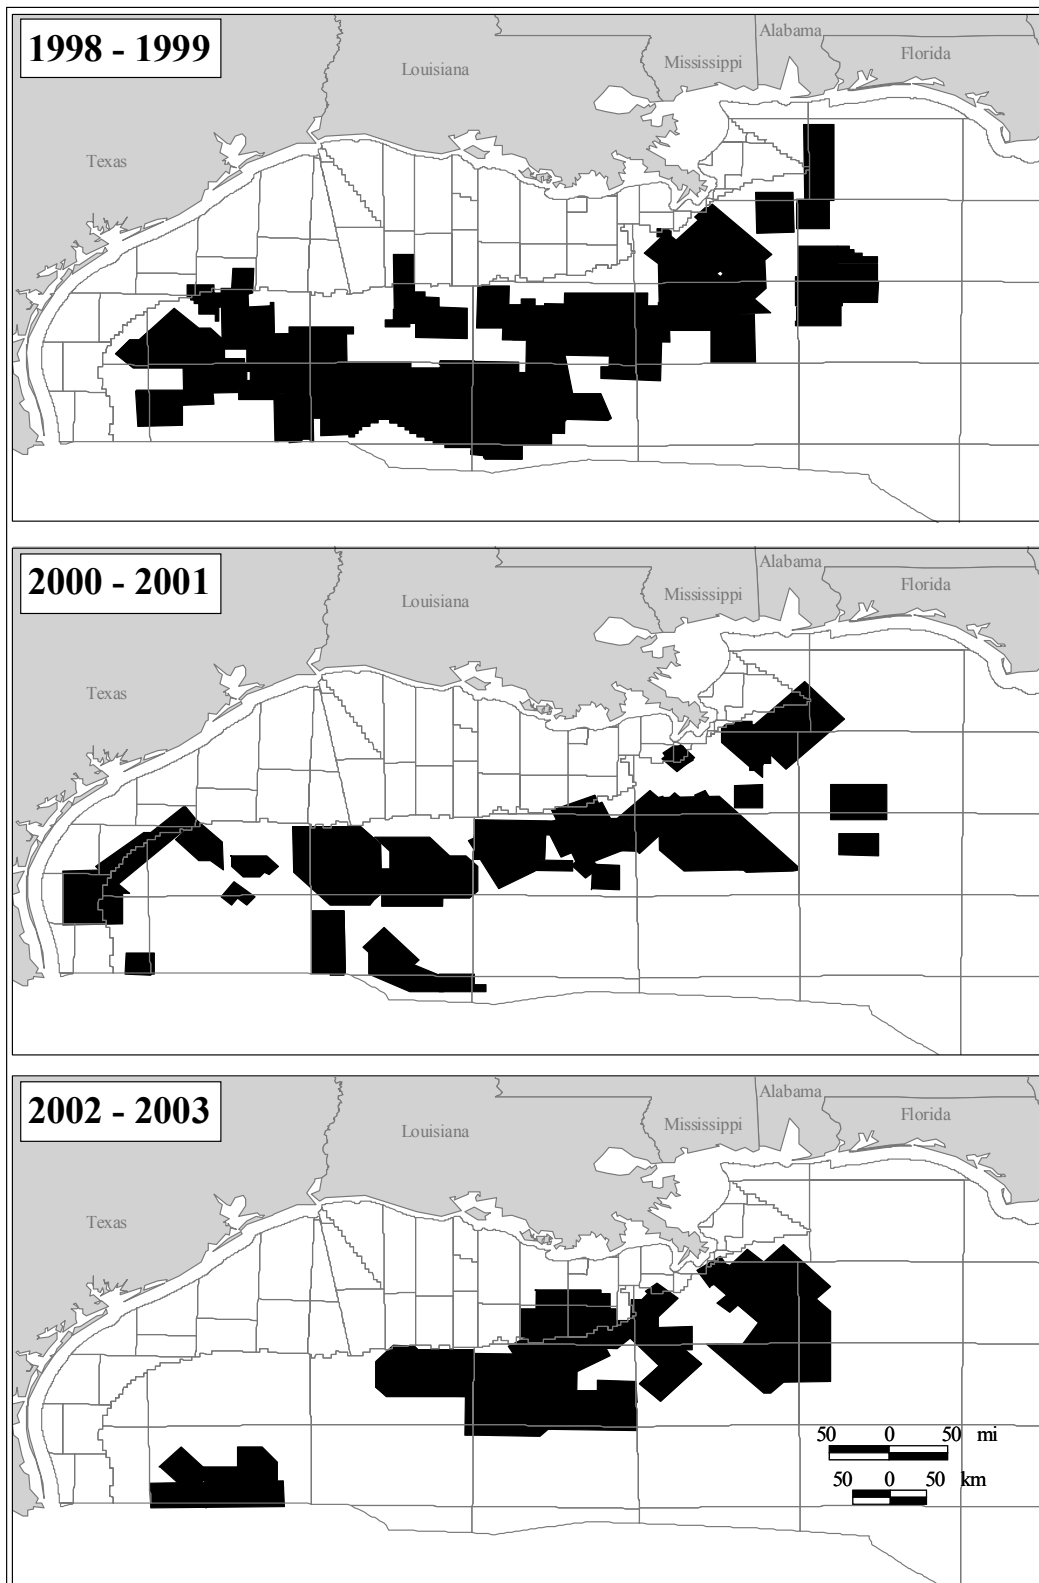 1998 - 1999
Alabama
Mississippi
Florida
Louisiana
Texas
2000 - 2001
Alabama
Mississippi
Florida
Louisiana
Texas
2002 - 2003
Alabama
Mississippi
Florida
Louisiana
Texas
50 0 50 mi
50 0 50 km